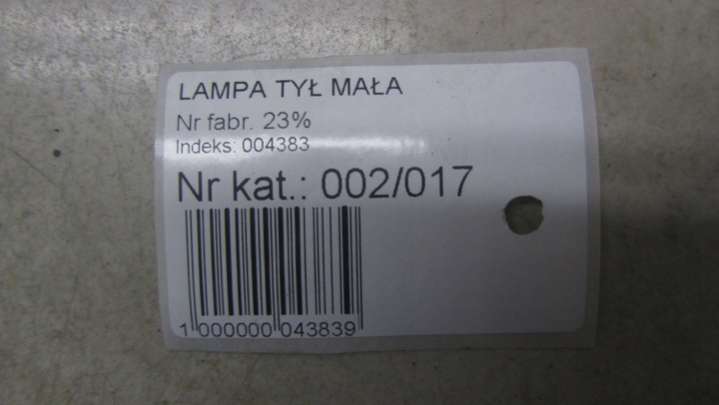 LAMPA TYŁ MAŁA
Nr fabr. 23%
Indeks: 004383
Nr kat.: 002/017
1 000000 043839